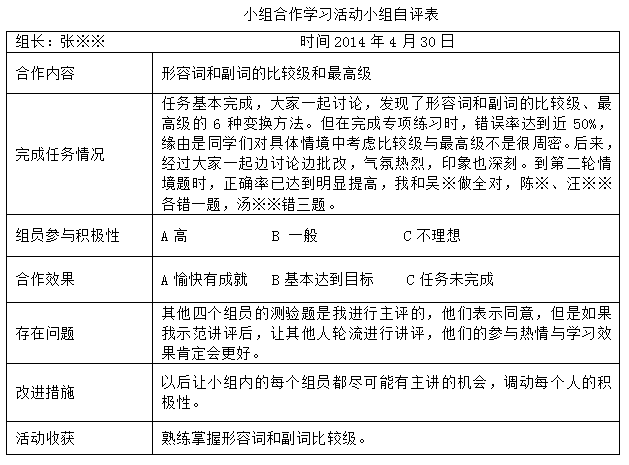 小组合作学习活动小组自评表
组长：张※※ 时间2014年4月30日
合作内容 形容词和副词的比较级和最高级
完成任务情况
任务基本完成，大家一起讨论，发现了形容词和副词的比较级、最
高级的6种变换方法。但在完成专项练习时，错误率达到近50%，
缘由是同学们对具体情境中考虑比较级与最高级不是很周密。后来，
经过大家一起边讨论边批改，气氛热烈，印象也深刻。到第二轮情
境题时，正确率已达到明显提高，我和吴※做全对，陈※、汪※※
各错一题，汤※※错三题。
组员参与积极性 A高 B 一般 C不理想
合作效果 A愉快有成就 B基本达到目标 C任务未完成
存在问题
其他四个组员的测验题是我进行主评的，他们表示同意，但是如果
我示范讲评后，让其他人轮流进行讲评，他们的参与热情与学习效
果肯定会更好。
改进措施
以后让小组内的每个组员都尽可能有主讲的机会，调动每个人的积
极性。
活动收获 熟练掌握形容词和副词比较级。